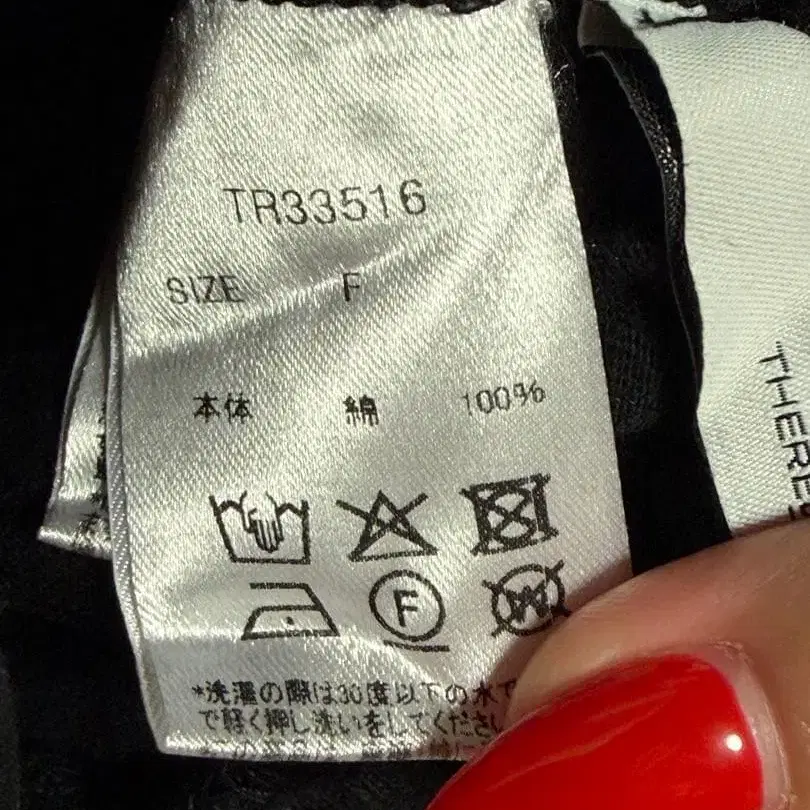 TR33516
SIZE F
本体 綿 100%
F
W
*洗濯の際は30度以下の水で
で軽く押し洗いをしてください
THERE